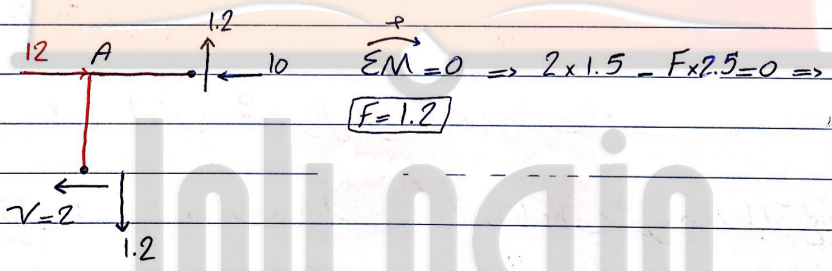 1.2
12 A 10 + ΣM = 0 => 2 x 1.5 - F x 2.5 = 0 =>
F = 1.2
V = 2
1.2